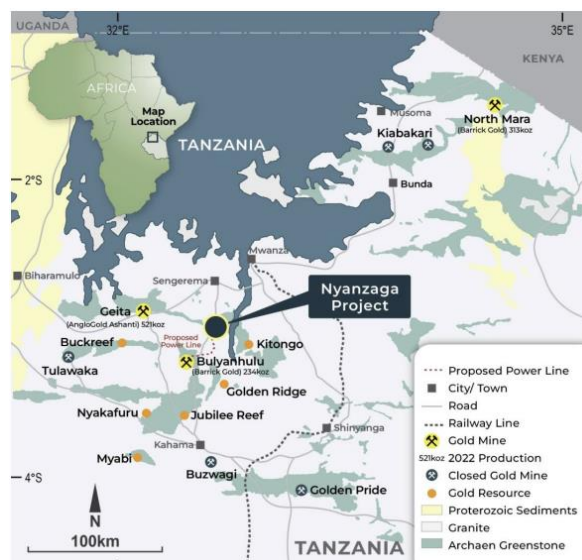 UGANDA
32°E
35°E
KENYA
AFRICA
Map
Location
TANZANIA
Musoma
North Mara
(Barrick Gold) 313koz
Kiabakari
2°S
Bunda
Mwanza
Biharamulo
Sengerema
Nyanzaga
Project
Geita
(AngloGold Ashanti) 521koz
Proposed
Power Line
Buckreef
Kitongo
Tulawaka
Bulyanhulu
(Barrick Gold) 234koz
Golden Ridge
Nyakafuru
Jubilee Reef
Shinyanga
Kahama
Myabi
Buzwagi
4°S
Golden Pride
N
100km
TANZANIA
Proposed Power Line
City/ Town
Road
Railway Line
Gold Mine
521koz 2022 Production
Closed Gold Mine
Gold Resource
Proterozoic Sediments
Granite
Archaen Greenstone